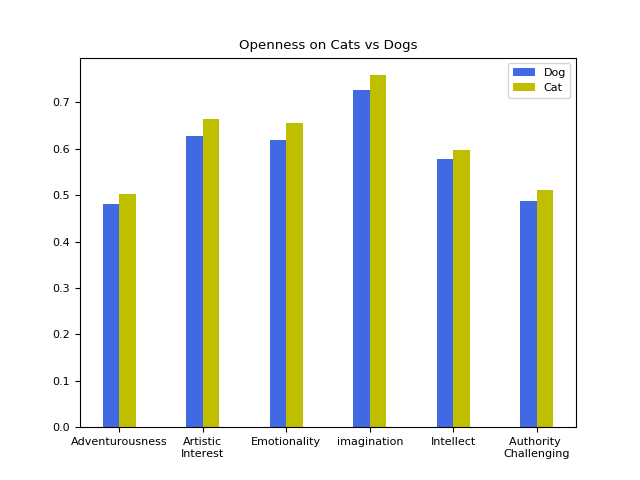 Openness on Cats vs Dogs
Dog
Cat
0.7
0.6
0.5
0.4
0.3
0.2
0.1
0.0
Adventurousness
Artistic
Interest
Emotionality
imagination
Intellect
Authority
Challenging